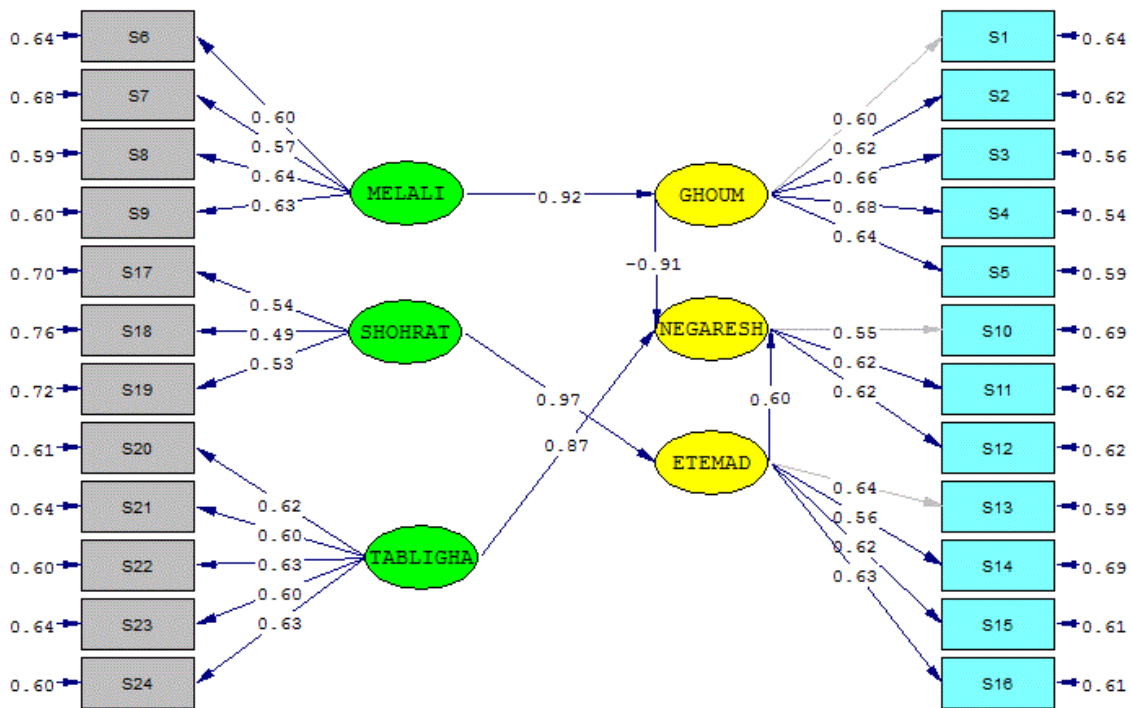 0.64 S6 S1 0.64
0.68 S7 S2 0.62
0.60 0.60
0.57 0.62
0.59 S8 S3 0.56
0.64 0.66
MELALI 0.92 GHOUM
0.63 0.68
0.60 S9 S4 0.54
0.64
−0.91
0.70 S17 S5 0.59
0.54
0.76 S18 0.49 SHOHRAT NEGARESH 0.55 S10 0.69
0.53 0.62
0.72 S19 S11 0.62
0.97 0.60 0.62
0.61 S20 0.87 S12 0.62
ETEMAD
0.64 S21 0.62 0.64 S13 0.59
0.60 0.56
0.60 S22 0.63 TABLIGHA 0.62 S14 0.69
0.60 0.63
0.64 S23 0.63 S15 0.61
0.60 S24 S16 0.61